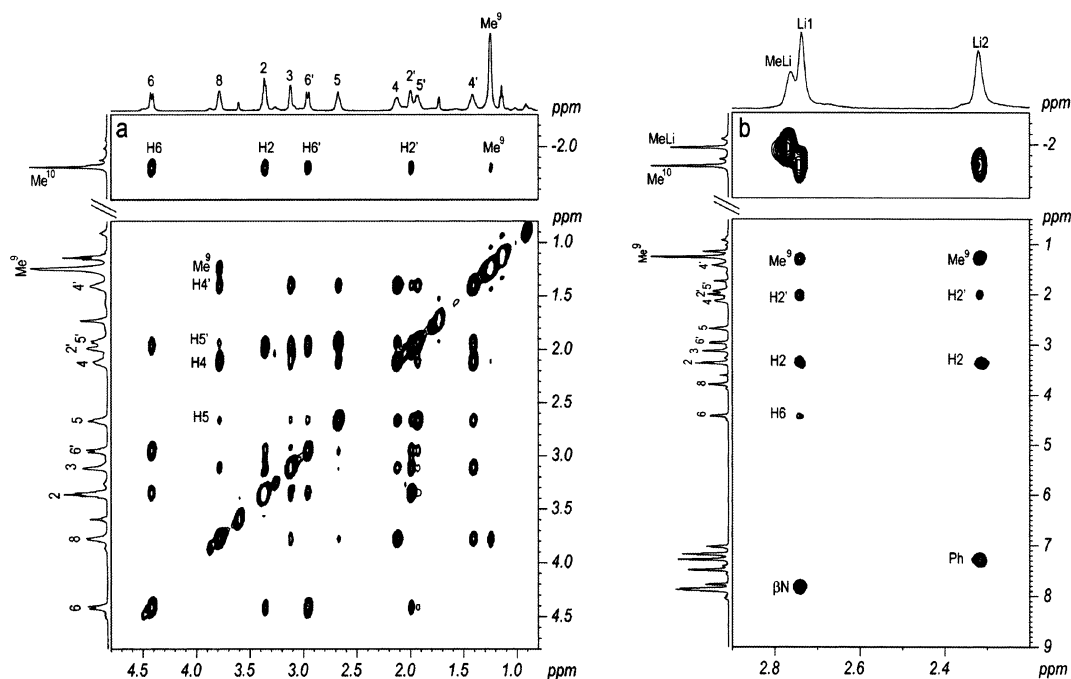 Me⁹
6 8 2 3 6' 5 4 2' 5' 4'
ppm
a
H6 H2 H6' H2' Me⁹
-2.0
Me¹⁰
ppm
Me⁹
4'
5'
2'
4
5
6'
3
2
8
6
Me⁹
H4'
H5'
H4
H5
1.0
1.5
2.0
2.5
3.0
3.5
4.0
4.5
4.5 4.0 3.5 3.0 2.5 2.0 1.5 1.0 ppm
Li1
MeLi
Li2
ppm
b
MeLi
Me¹⁰
-2
ppm
Me⁹
4'
5'
2'
4
5
6'
3
2
8
6
Me⁹ Me⁹
H2' H2'
H2 H2
H6
Ph
βN
1
2
3
4
5
6
7
8
9
2.8 2.6 2.4 ppm